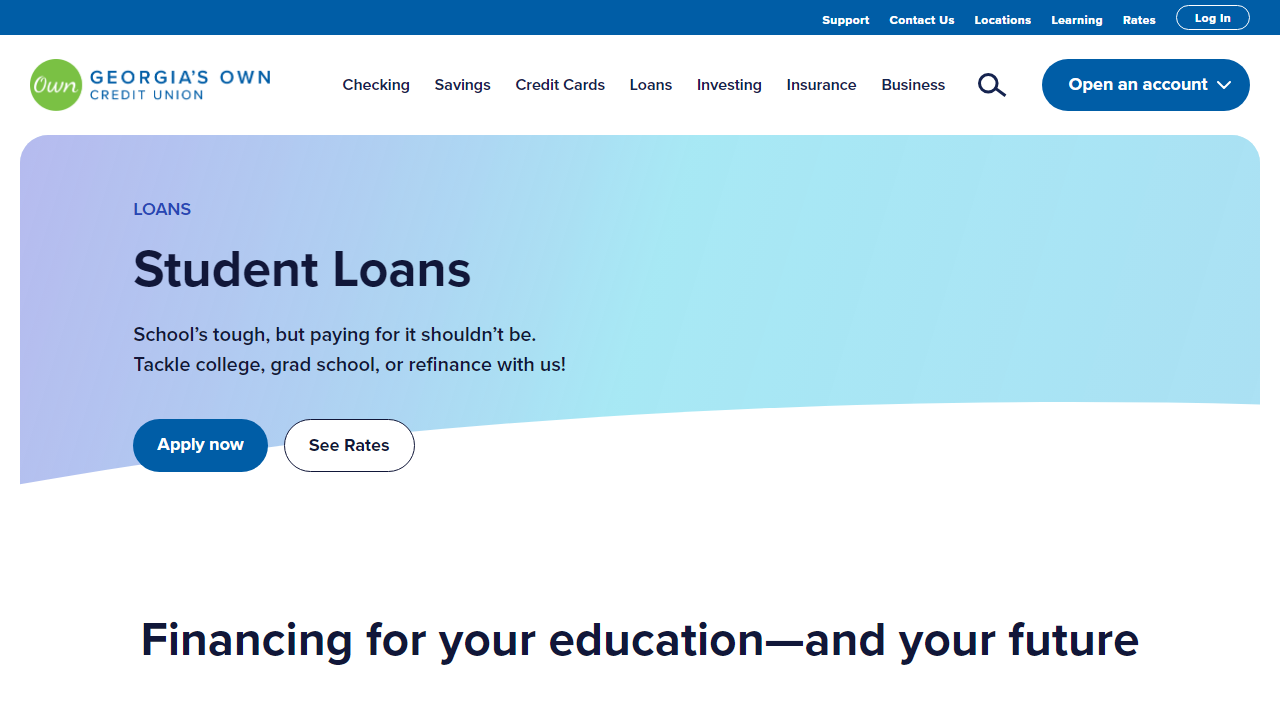 Support Contact Us Locations Learning Rates Log In
Own GEORGIA'S OWN
CREDIT UNION
Checking Savings Credit Cards Loans Investing Insurance Business Open an account
LOANS
Student Loans
School’s tough, but paying for it shouldn’t be.
Tackle college, grad school, or refinance with us!
Apply now See Rates
Financing for your education—and your future